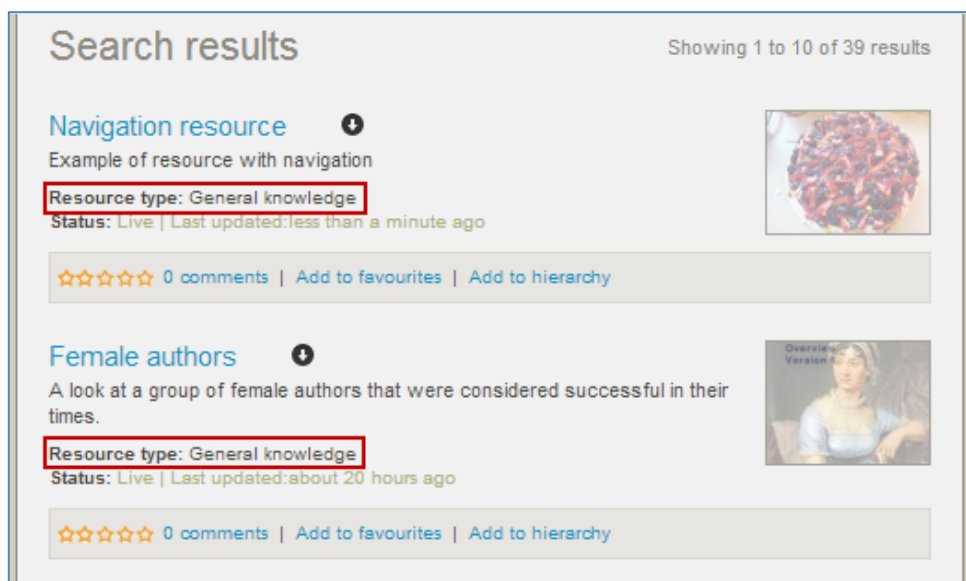 Search results
Showing 1 to 10 of 39 results
Navigation resource
Example of resource with navigation
Resource type: General knowledge
Status: Live | Last updated:less than a minute ago
0 comments | Add to favourites | Add to hierarchy
Female authors
Overview
Version
A look at a group of female authors that were considered successful in their
times.
Resource type: General knowledge
Status: Live | Last updated:about 20 hours ago
0 comments | Add to favourites | Add to hierarchy